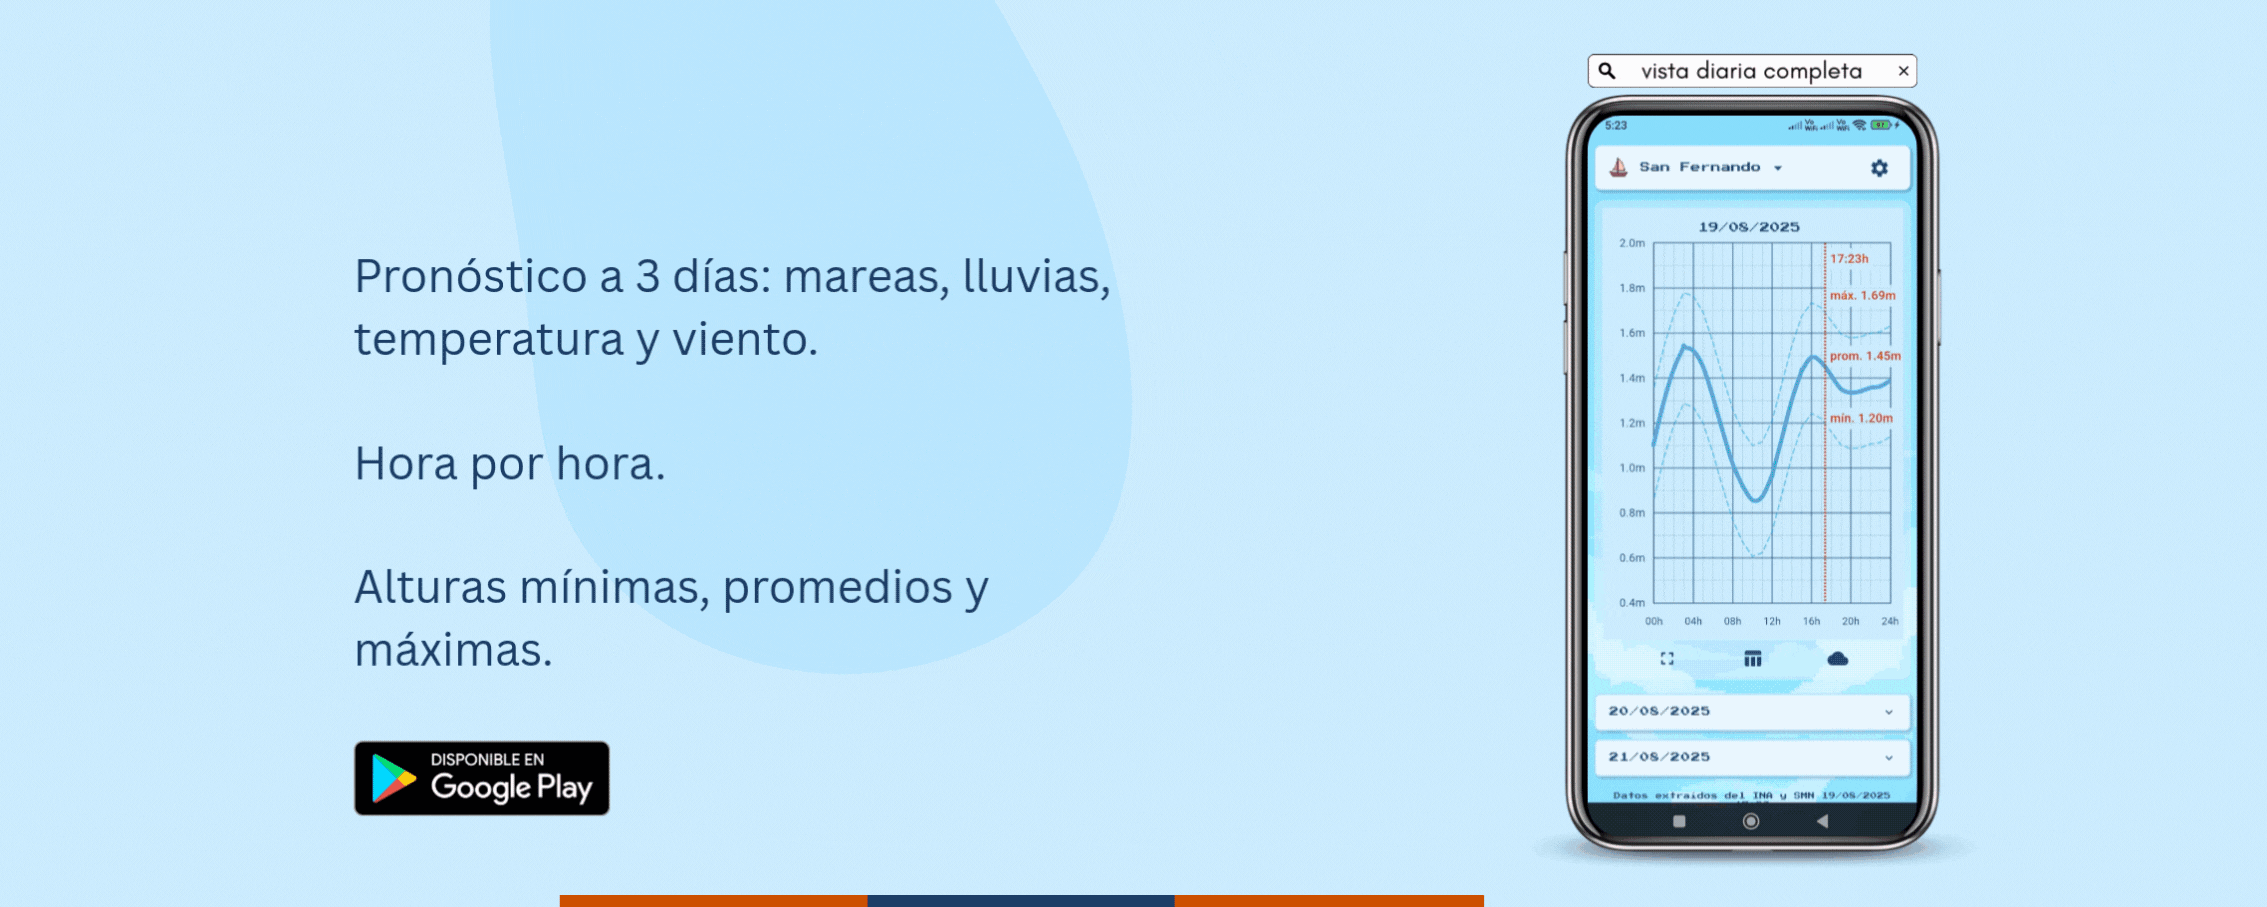 Pronóstico a 3 días: mareas, lluvias,
temperatura y viento.
Hora por hora.
Alturas mínimas, promedios y
máximas.
DISPONIBLE EN
Google Play
vista diaria completa
5:23
San Fernando
19/08/2025
2.0m
1.8m
1.6m
1.4m
1.2m
1.0m
0.8m
0.6m
0.4m
17:23h
máx. 1.69m
prom. 1.45m
mín. 1.20m
00h 04h 08h 12h 16h 20h 24h
20/08/2025
21/08/2025
Datos extraidos del INA y SMN 19/08/2025